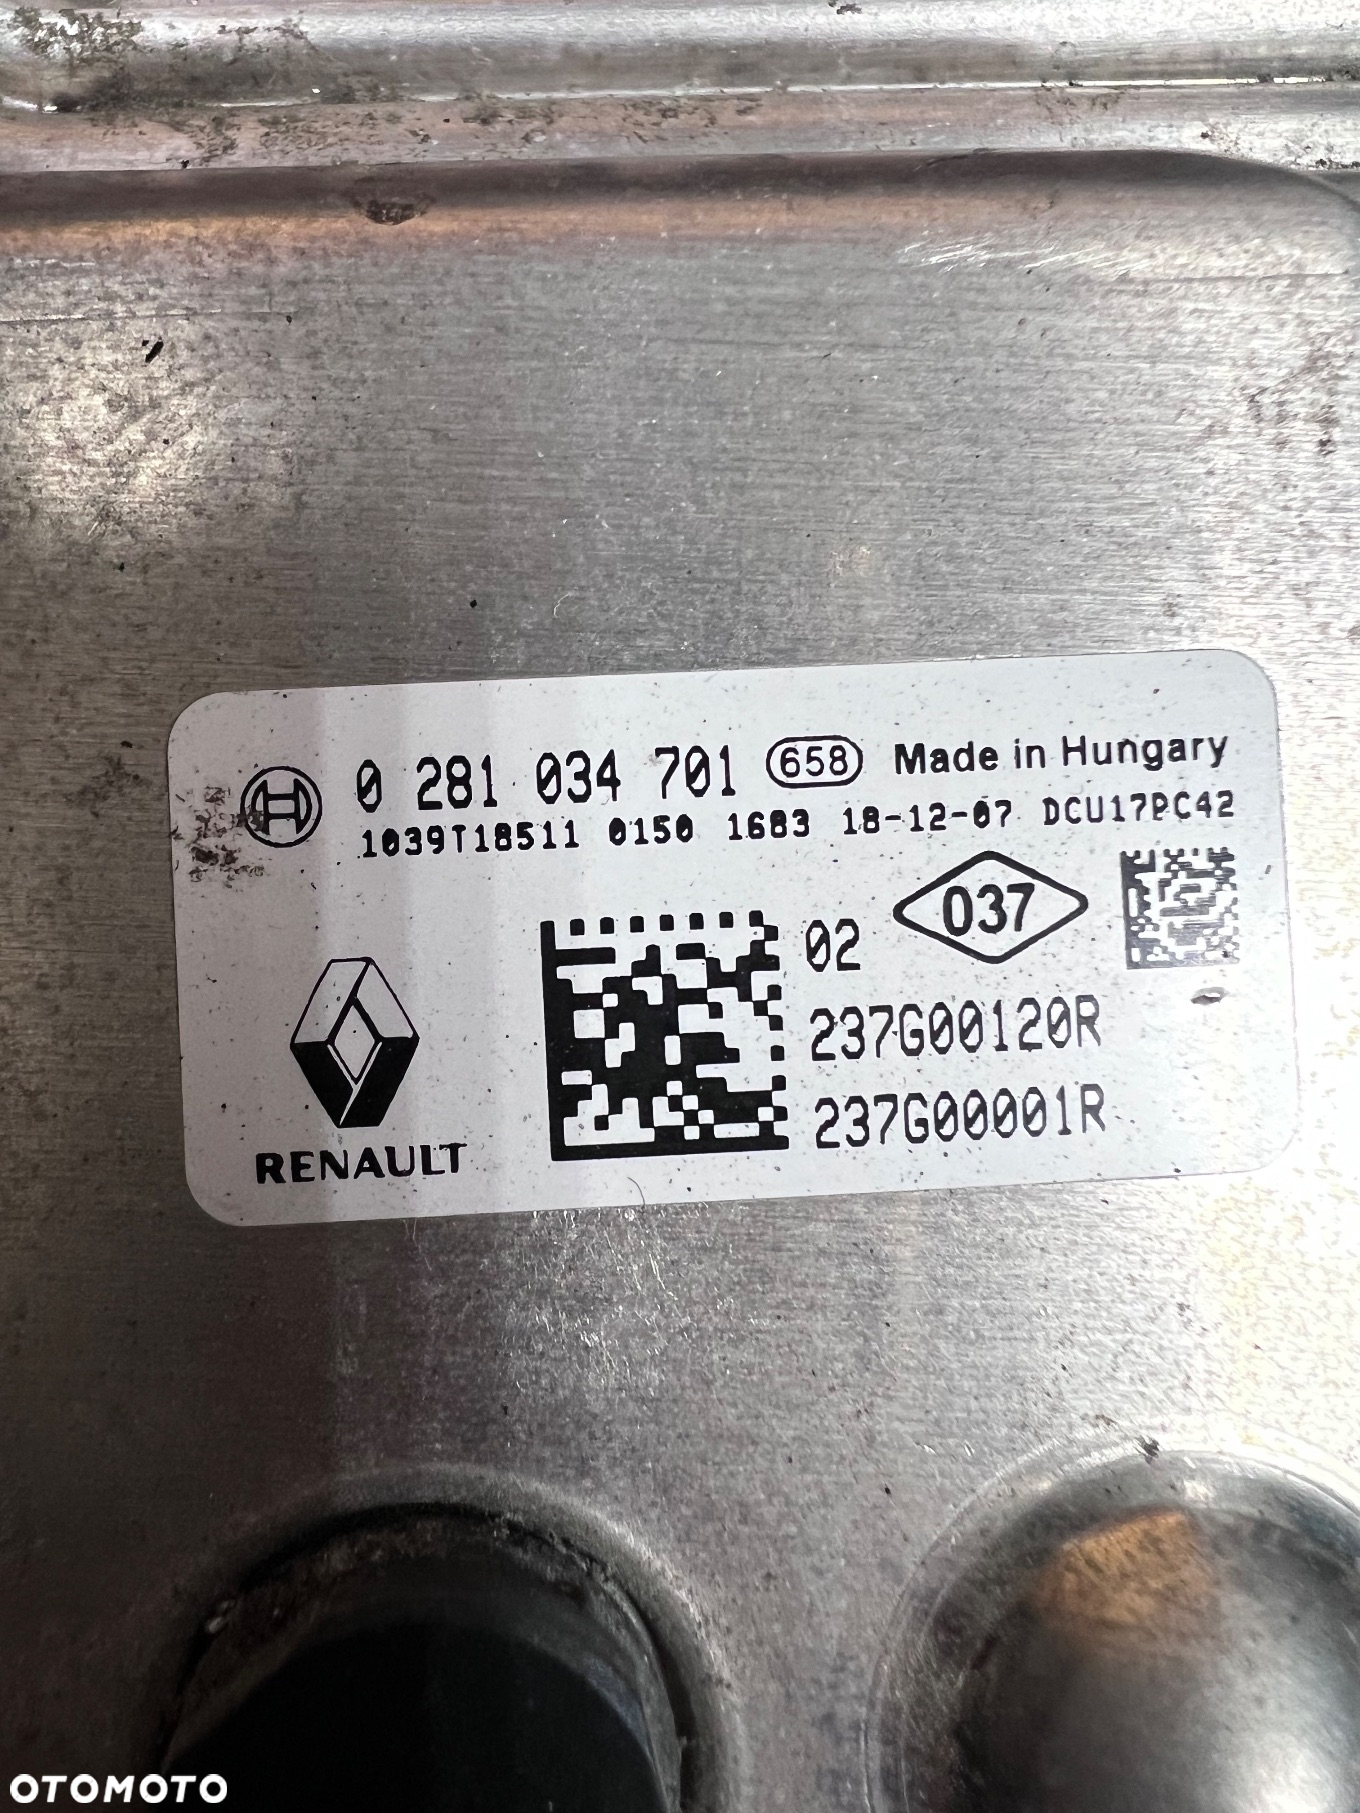 0 281 034 701 658 Made in Hungary
1039T18511 0150 1683 18-12-07 DCU17PC42
02 037
237G00120R
237G00001R
RENAULT
OTOMOTO